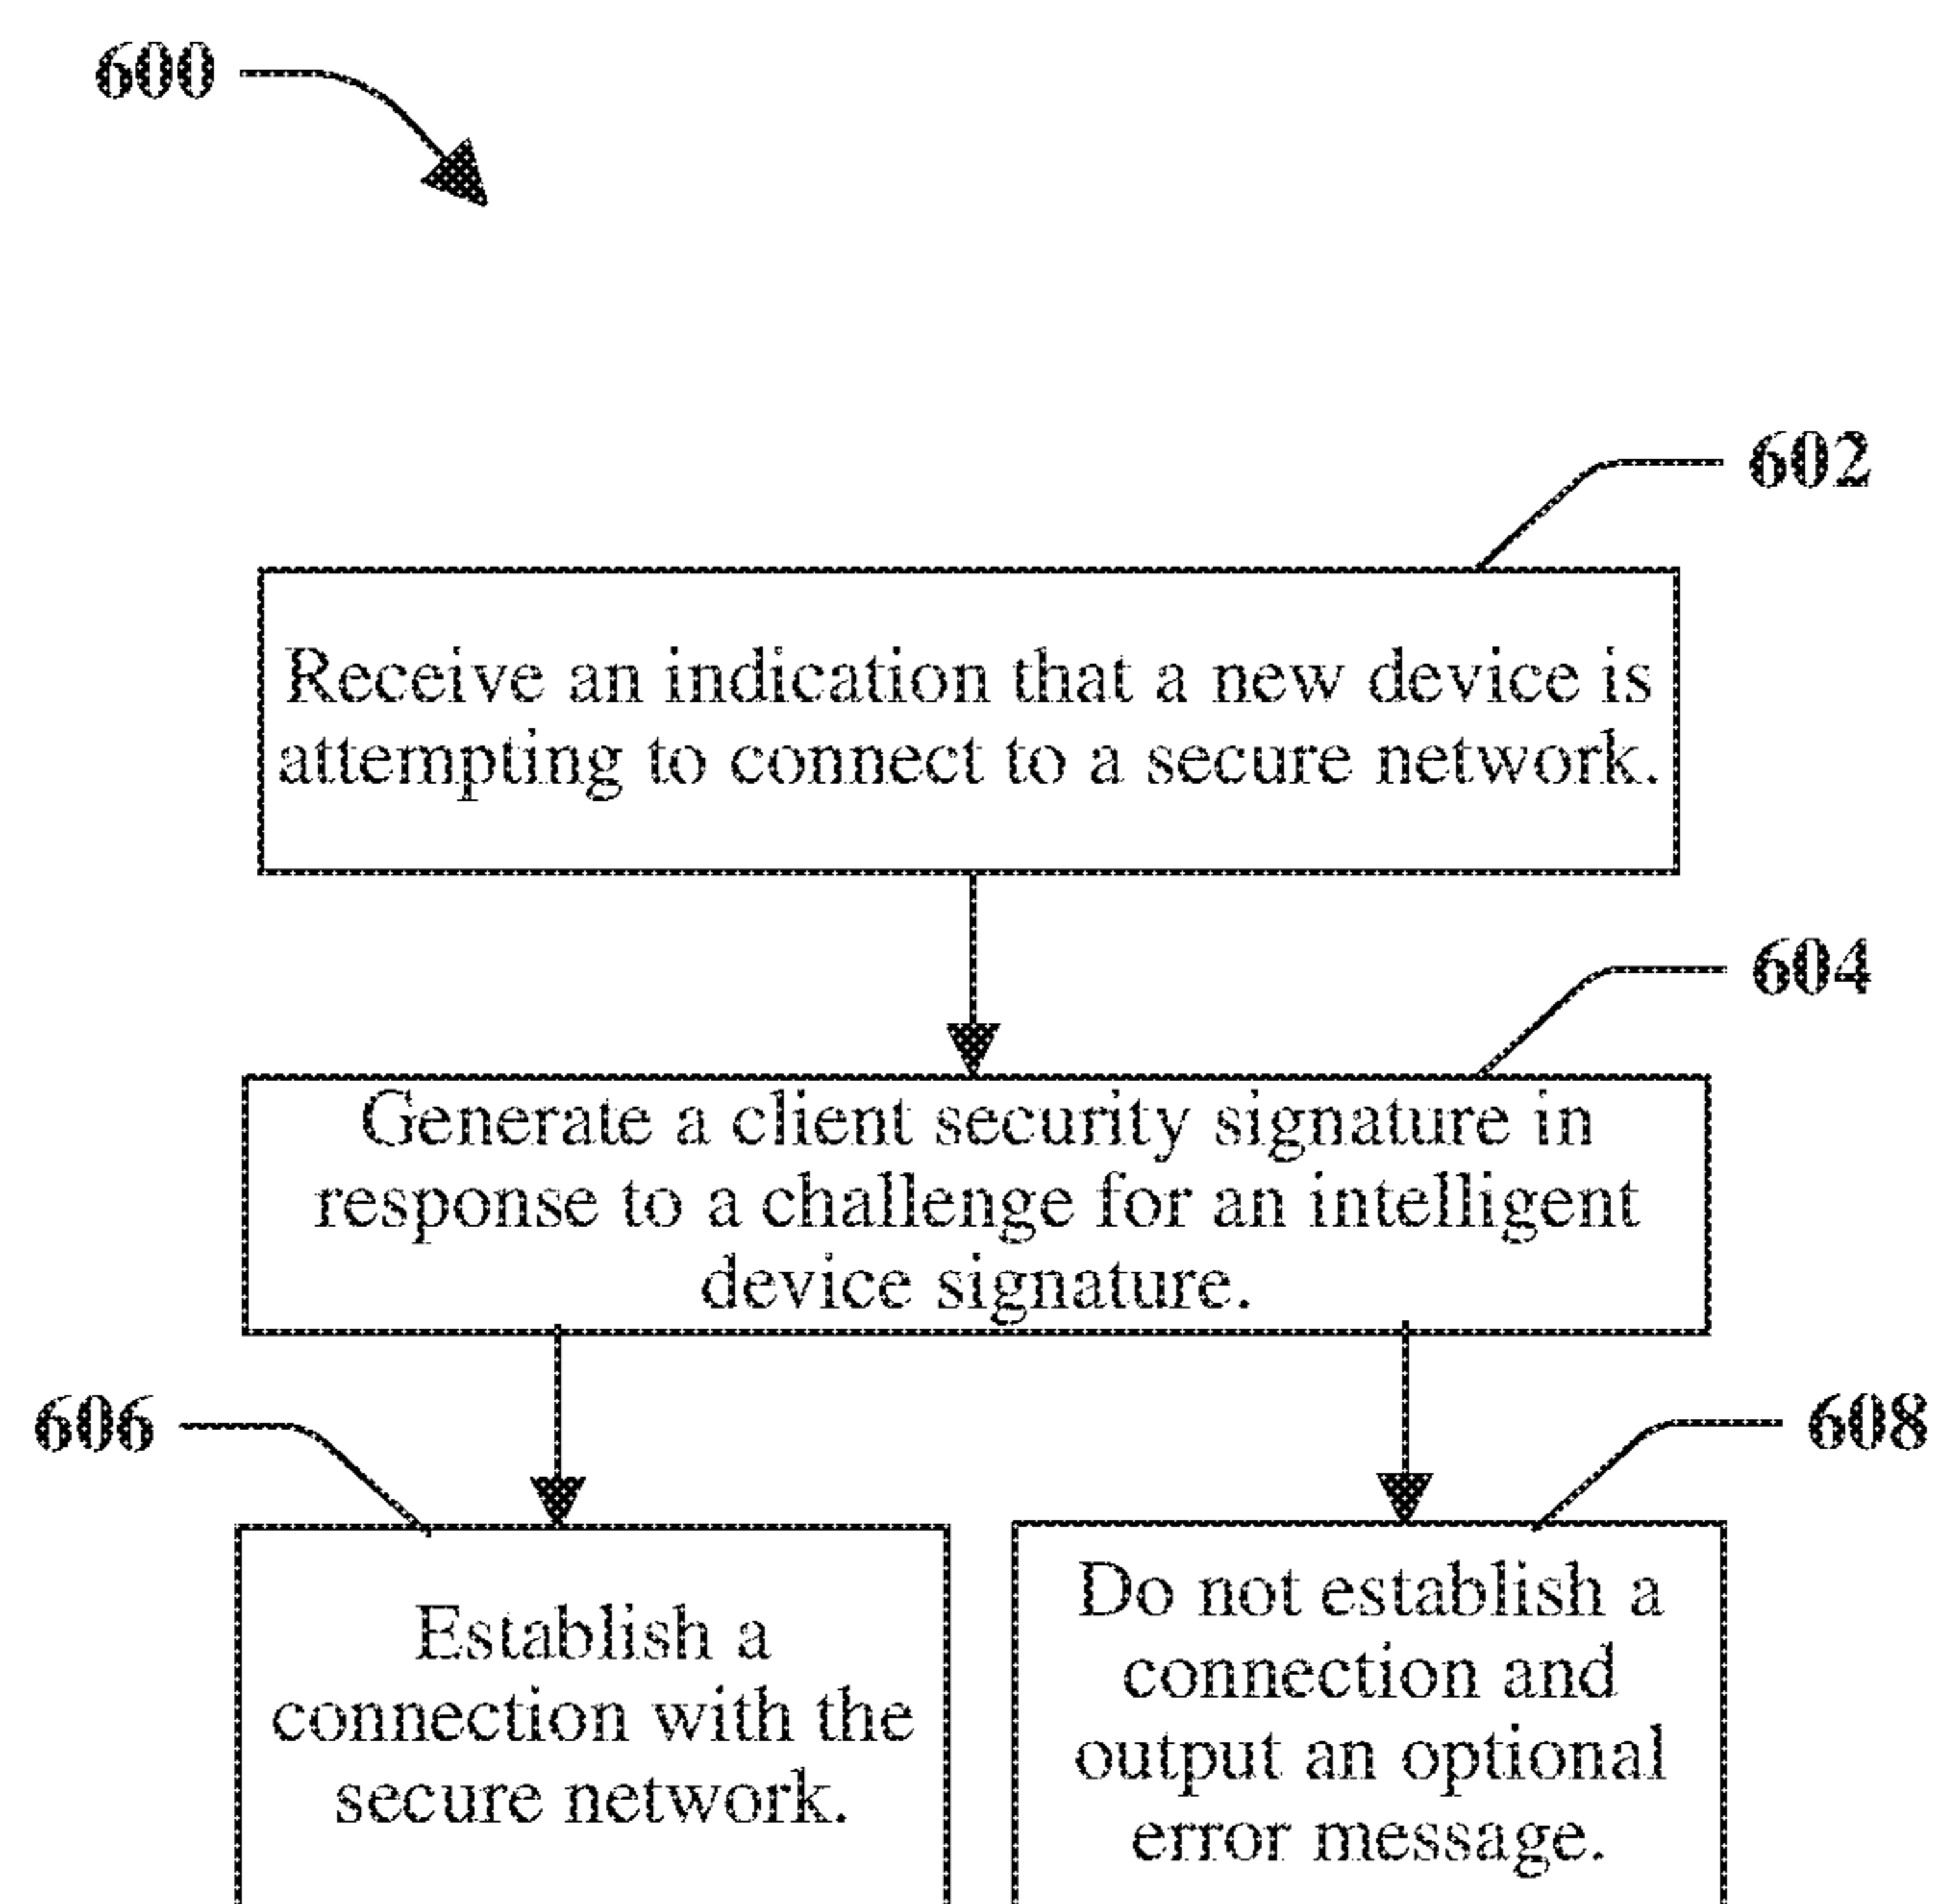 600
602
Receive an indication that a new device is
attempting to connect to a secure network.
604
Generate a client security signature in
response to a challenge for an intelligent
device signature.
606
608
Establish a
connection with the
secure network.
Do not establish a
connection and
output an optional
error message.